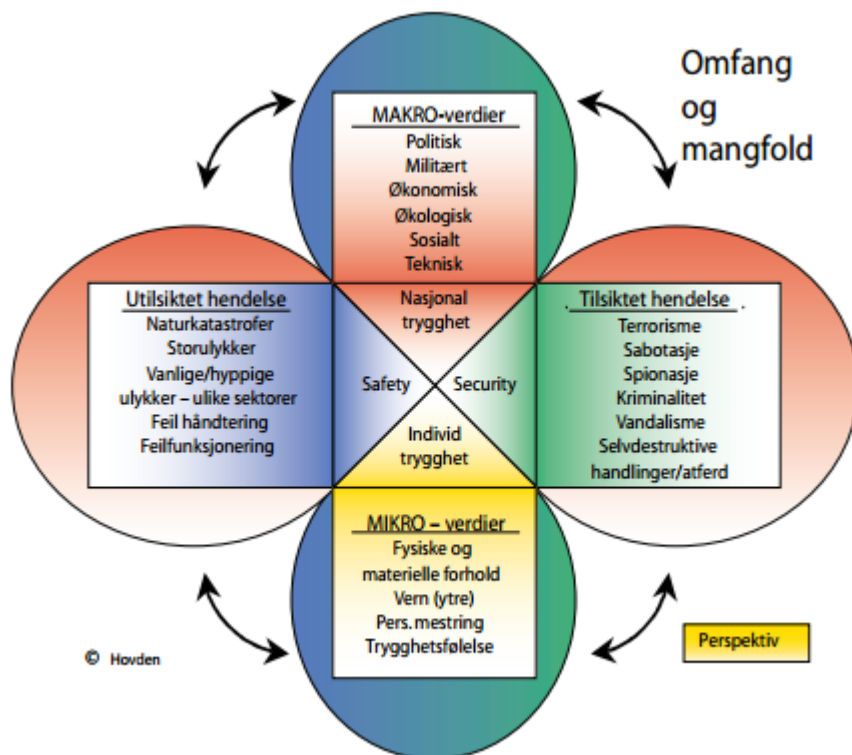 Omfang
og
mangfold
MAKRO-verdier
Politisk
Militært
Økonomisk
Økologisk
Sosialt
Teknisk
Utilsiktet hendelse
Naturkatastrofer
Storulykker
Vanlige/hyppige
ulykker – ulike sektorer
Feil håndtering
Feilfunksjonering
Nasjonal
trygghet
Safety
Security
Individ
trygghet
. Tilsiktet hendelse .
Terrorisme
Sabotasje
Spionasje
Kriminalitet
Vandalisme
Selvdestruktive
handlinger/atferd
MIKRO – verdier
Fysiske og
materielle forhold
Vern (ytre)
Pers. mestring
Trygghetsfølelse
© Hovden
Perspektiv